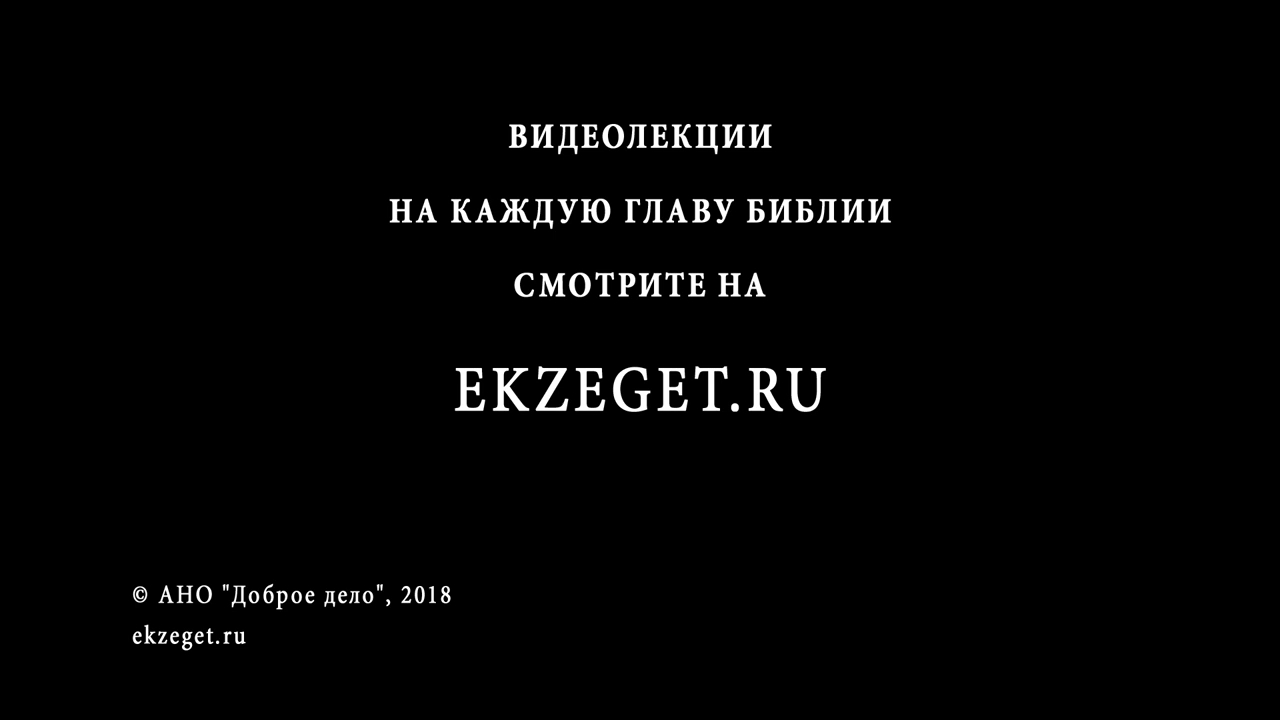 ВИДЕОЛЕКЦИИ
НА КАЖДУЮ ГЛАВУ БИБЛИИ
СМОТРИТЕ НА
EKZEGET.RU
© АНО "Доброе дело", 2018
ekzeget.ru